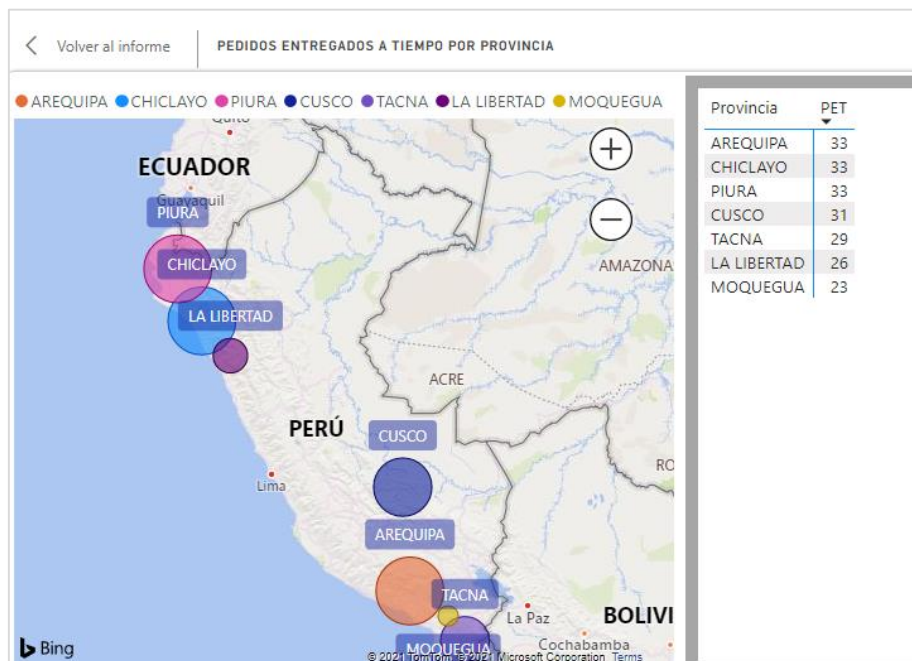 Volver al informe
PEDIDOS ENTREGADOS A TIEMPO POR PROVINCIA
AREQUIPA CHICLAYO PIURA CUSCO TACNA LA LIBERTAD MOQUEGUA
Quito
ECUADOR
Guayaquil
PIURA
CHICLAYO
AMAZONA
LA LIBERTAD
ACRE
PERÚ
CUSCO
RO
Lima
AREQUIPA
TACNA
La Paz
BOLIVI
MOQUEGUA
Cochabamba
Bing
© 2021 TomTom, © 2021 Microsoft Corporation Terms
Provincia PET
AREQUIPA 33
CHICLAYO 33
PIURA 33
CUSCO 31
TACNA 29
LA LIBERTAD 26
MOQUEGUA 23